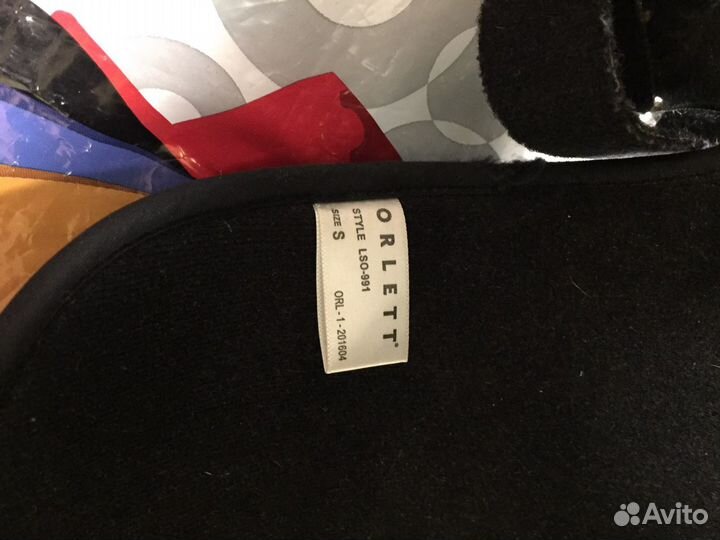 ORLETT®
STYLE LSO-991
SIZE S
ORL-1-201604
Avito